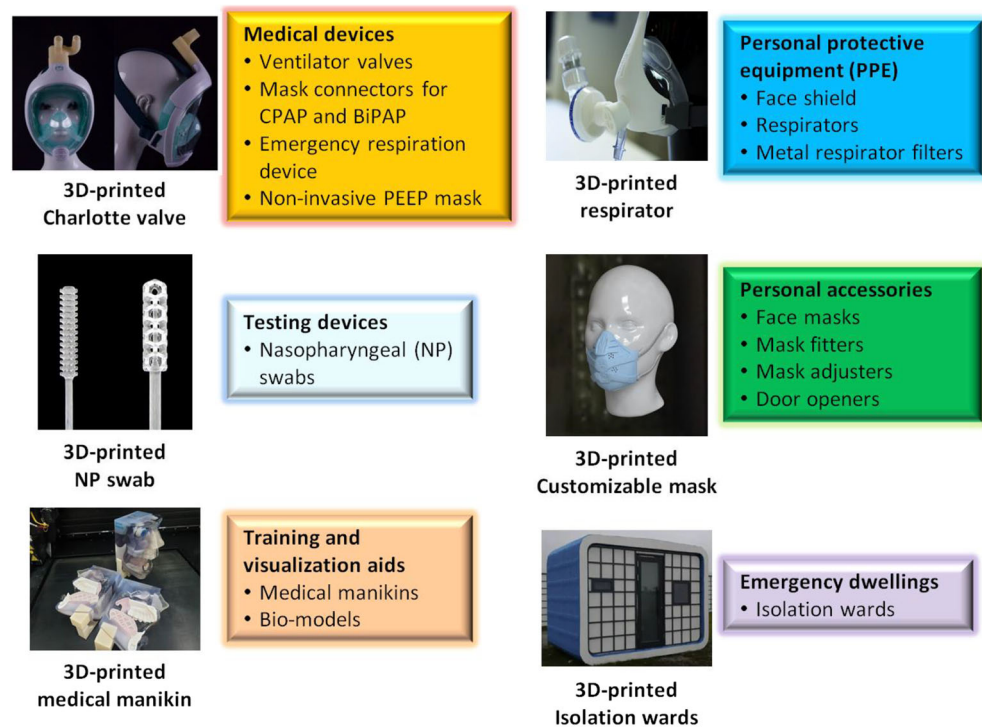 3D-printed
Charlotte valve
Medical devices
• Ventilator valves
• Mask connectors for
CPAP and BiPAP
• Emergency respiration
device
• Non-invasive PEEP mask
3D-printed
respirator
Personal protective
equipment (PPE)
• Face shield
• Respirators
• Metal respirator filters
3D-printed
NP swab
Testing devices
• Nasopharyngeal (NP)
swabs
3D-printed
Customizable mask
Personal accessories
• Face masks
• Mask fitters
• Mask adjusters
• Door openers
3D-printed
medical manikin
Training and
visualization aids
• Medical manikins
• Bio-models
3D-printed
Isolation wards
Emergency dwellings
• Isolation wards